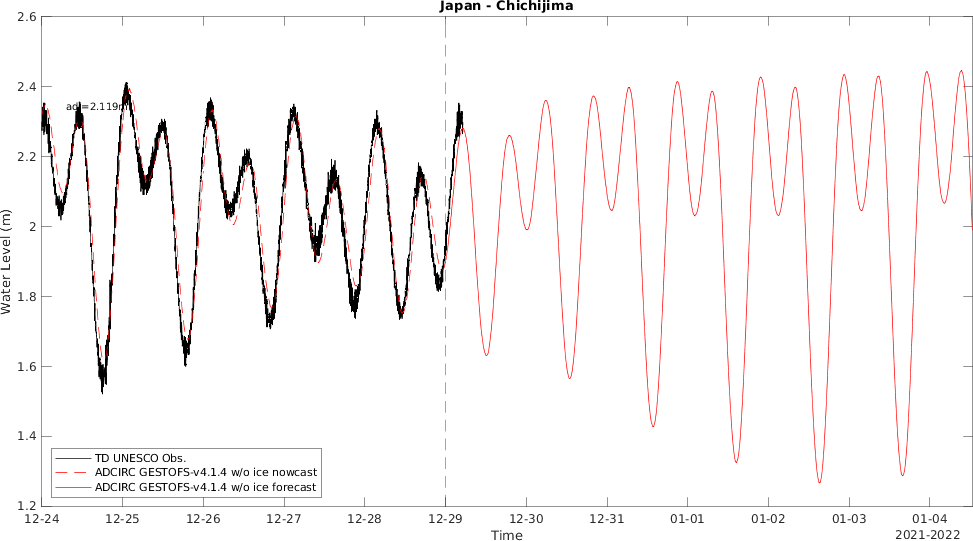 Japan - Chichijima
2.6
2.4
2.2
2
1.8
1.6
1.4
1.2
Water Level (m)
TD UNESCO Obs.
ADCIRC GESTOFS-v4.1.4 w/o ice nowcast
ADCIRC GESTOFS-v4.1.4 w/o ice forecast
12-24 12-25 12-26 12-27 12-28 12-29 12-30 12-31 01-01 01-02 01-03 01-04
Time
2021-2022